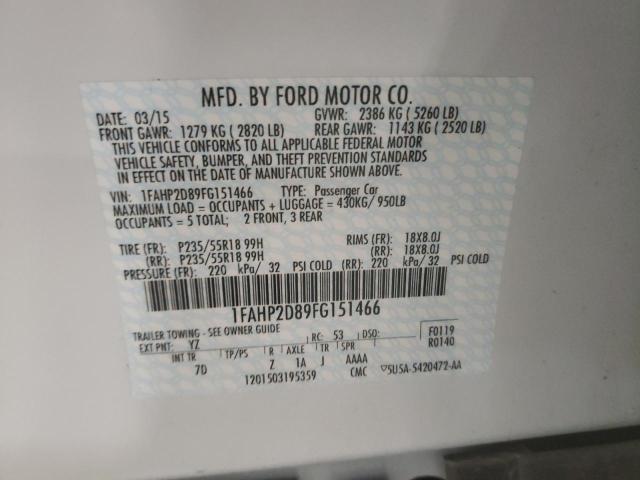 MFD. BY FORD MOTOR CO.
DATE: 03/15 GVWR: 2386 KG ( 5260 LB)
FRONT GAWR: 1279 KG ( 2820 LB) REAR GAWR: 1143 KG ( 2520 LB)
THIS VEHICLE CONFORMS TO ALL APPLICABLE FEDERAL MOTOR
VEHICLE SAFETY, BUMPER, AND THEFT PREVENTION STANDARDS
IN EFFECT ON THE DATE OF MANUFACTURE SHOWN ABOVE.
VIN: 1FAHP2D89FG151466 TYPE: Passenger Car
MAXIMUM LOAD = OCCUPANTS + LUGGAGE = 430KG/ 950LB
OCCUPANTS = 5 TOTAL; 2 FRONT, 3 REAR
TIRE (FR): P235/55R18 99H RIMS (FR): 18X8.0J
(RR): P235/55R18 99H (RR): 18X8.0J
PRESSURE (FR): 220 kPa/ 32 PSI COLD (RR): 220 kPa/ 32 PSI COLD
1FAHP2D89FG151466
TRAILER TOWING - SEE OWNER GUIDE RC: 53 DSO: F0119
EXT PNT: YZ R0140
INT TR TP/PS R AXLE TR SPR
7D Z 1A J AAAA
1201503195359 CMC ▽5U5A-5420472-AA